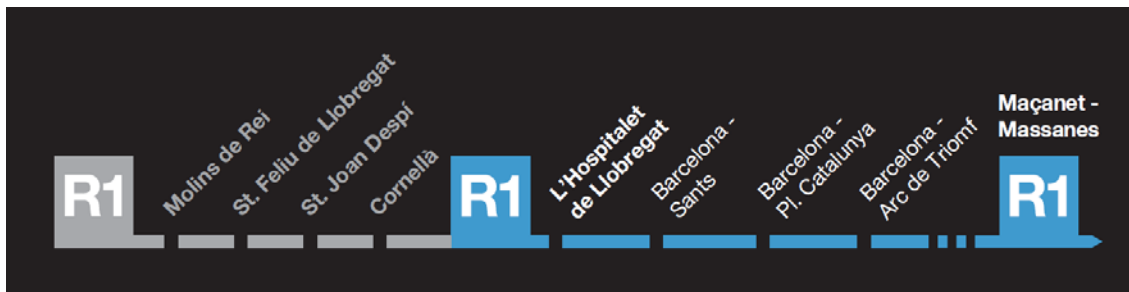 R1
Molins de Rei
St. Feliu de Llobregat
St. Joan Despí
Cornellà
R1
L'Hospitalet
de Llobregat
Barcelona -
Sants
Barcelona -
Pl. Catalunya
Barcelona -
Arc de Triomf
Maçanet -
Massanes
R1